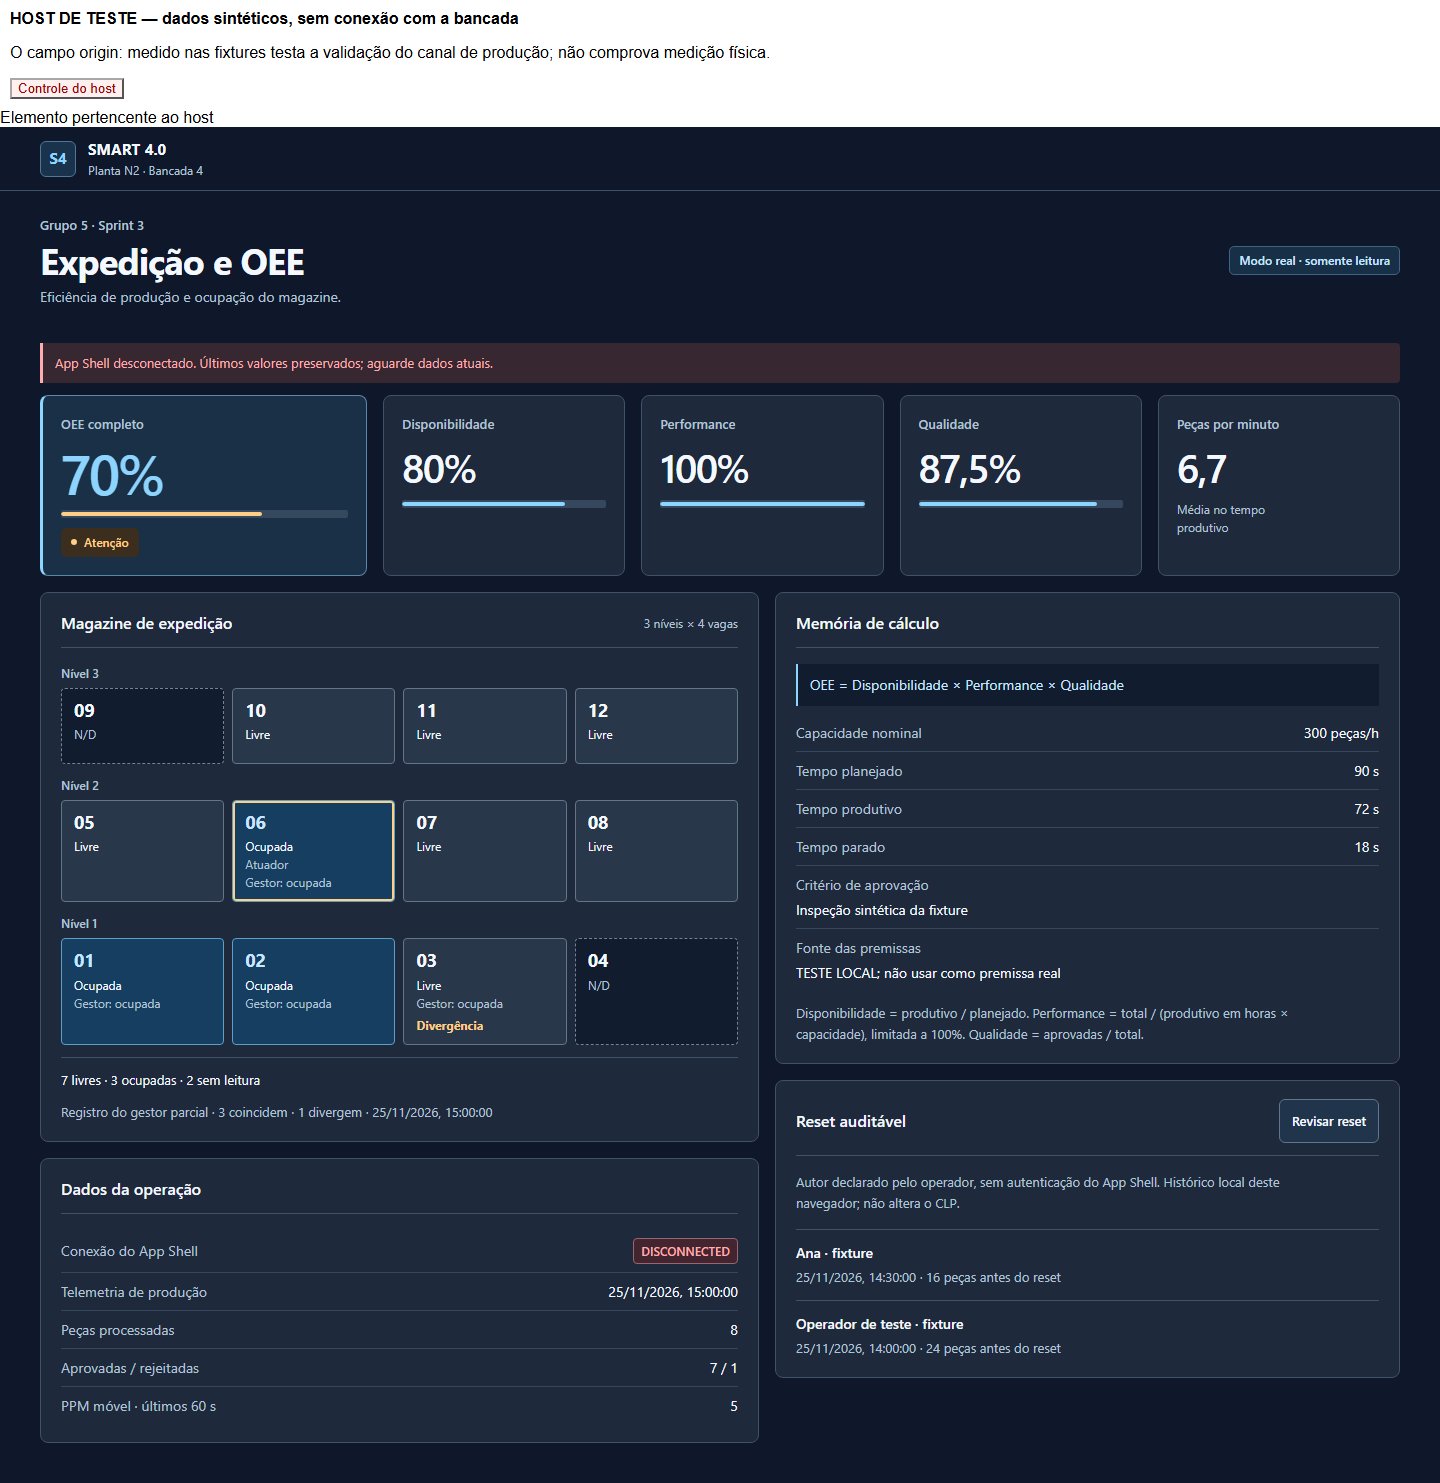 HOST DE TESTE — dados sintéticos, sem conexão com a bancada
O campo origin: medido nas fixtures testa a validação do canal de produção; não comprova medição física.
Controle do host
Elemento pertencente ao host
S4
SMART 4.0
Planta N2 · Bancada 4
Grupo 5 · Sprint 3
Expedição e OEE
Eficiência de produção e ocupação do magazine.
Modo real · somente leitura
App Shell desconectado. Últimos valores preservados; aguarde dados atuais.
OEE completo
70%
Atenção
Disponibilidade
80%
Performance
100%
Qualidade
87,5%
Peças por minuto
6,7
Média no tempo
produtivo
Magazine de expedição
3 níveis × 4 vagas
Nível 3
09
N/D
10
Livre
11
Livre
12
Livre
Nível 2
05
Livre
06
Ocupada
Atuador
Gestor: ocupada
07
Livre
08
Livre
Nível 1
01
Ocupada
Gestor: ocupada
02
Ocupada
Gestor: ocupada
03
Livre
Gestor: ocupada
Divergência
04
N/D
7 livres · 3 ocupadas · 2 sem leitura
Registro do gestor parcial · 3 coincidem · 1 divergem · 25/11/2026, 15:00:00
Dados da operação
Conexão do App Shell
DISCONNECTED
Telemetria de produção
25/11/2026, 15:00:00
Peças processadas
8
Aprovadas / rejeitadas
7 / 1
PPM móvel · últimos 60 s
5
Memória de cálculo
OEE = Disponibilidade × Performance × Qualidade
Capacidade nominal
300 peças/h
Tempo planejado
90 s
Tempo produtivo
72 s
Tempo parado
18 s
Critério de aprovação
Inspeção sintética da fixture
Fonte das premissas
TESTE LOCAL; não usar como premissa real
Disponibilidade = produtivo / planejado. Performance = total / (produtivo em horas ×
capacidade), limitada a 100%. Qualidade = aprovadas / total.
Reset auditável
Revisar reset
Autor declarado pelo operador, sem autenticação do App Shell. Histórico local deste
navegador; não altera o CLP.
Ana · fixture
25/11/2026, 14:30:00 · 16 peças antes do reset
Operador de teste · fixture
25/11/2026, 14:00:00 · 24 peças antes do reset